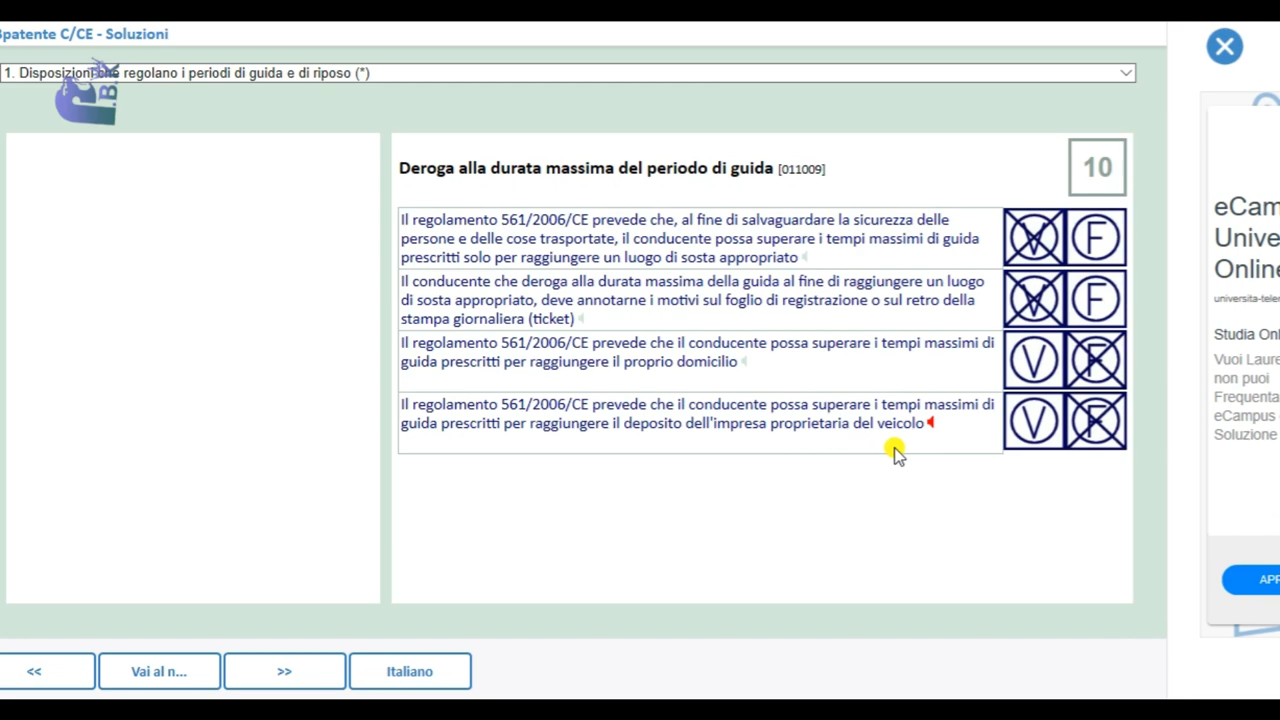 patente C/CE - Soluzioni
1. Disposizioni che regolano i periodi di guida e di riposo (*)
.B.K
Deroga alla durata massima del periodo di guida [011009]
10
Il regolamento 561/2006/CE prevede che, al fine di salvaguardare la sicurezza delle
persone e delle cose trasportate, il conducente possa superare i tempi massimi di guida
prescritti solo per raggiungere un luogo di sosta appropriato
V F
Il conducente che deroga alla durata massima della guida al fine di raggiungere un luogo
di sosta appropriato, deve annotarne i motivi sul foglio di registrazione o sul retro della
stampa giornaliera (ticket)
V F
Il regolamento 561/2006/CE prevede che il conducente possa superare i tempi massimi di
guida prescritti per raggiungere il proprio domicilio
V F
Il regolamento 561/2006/CE prevede che il conducente possa superare i tempi massimi di
guida prescritti per raggiungere il deposito dell'impresa proprietaria del veicolo
V F
<<
Vai al n...
>>
Italiano
eCam
Unive
Online
universita-teler
Studia Onl
Vuoi Laure
non puoi
Frequenta
eCampus
Soluzione